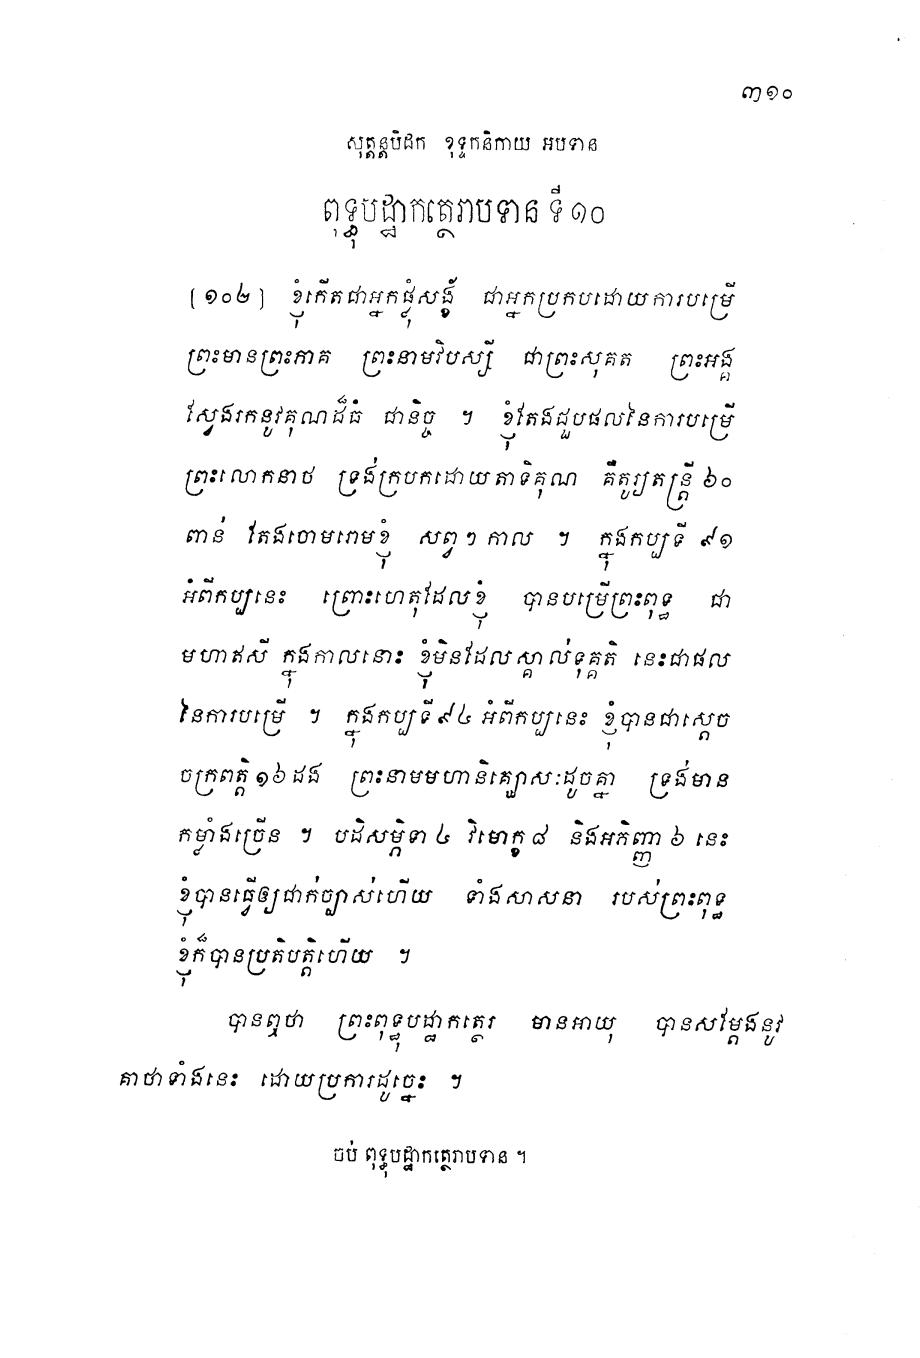 ៣១០
សុត្តន្តបិដក ខុទ្ទកនិកាយ អបទាន
ពុទ្ធុបដ្ឋាកត្ថេរាបទាន ទី ១០
[១០២] ខ្ញុំកើតជាអ្នកផ្លុំសង្ខ៍ ជាអ្នកប្រកបដោយការបម្រើ
ព្រះមានព្រះភាគ ព្រះនាមវិបស្សី ជាព្រះសុគត ព្រះអង្គ
ស្វែងរកនូវគុណដ៏ធំ ជានិច្ច ។ ខ្ញុំតែងជួបផលនៃការបម្រើ
ព្រះលោកនាថ ទ្រង់ក្របកដោយតាទិគុណ គឺតូរ្យតន្ត្រី ៦០
ពាន់ តែងចោមរោមខ្ញុំ សព្វៗកាល ។ ក្នុងកប្បទី ៩១
អំពីកប្បនេះ ព្រោះហេតុដែលខ្ញុំ បានបម្រើព្រះពុទ្ធ ជា
មហាឥសី ក្នុងកាលនោះ ខ្ញុំមិនដែលស្គាល់ទុគ្គតិ នេះជាផល
នៃការបម្រើ ។ ក្នុងកប្បទី៩៤ អំពីកប្បនេះ ខ្ញុំបានជាស្តេច
ចក្រពត្តិ ១៦ ដង ព្រះនាមមហានិគ្ឃោសៈដូចគ្នា ទ្រង់មាន
កម្លាំងច្រើន ។ បដិសម្ភិទា ៤ វិមោក្ខ ៨ និងអភិញ្ញា ៦ នេះ
ខ្ញុំបានធ្វើឲ្យជាក់ច្បាស់ហើយ ទាំងសាសនា របស់ព្រះពុទ្ធ
ខ្ញុំក៏បានប្រតិបត្តិហើយ ។
បានឮថា ព្រះពុទ្ធុបដ្ឋាកត្ថេរ មានអាយុ បានសម្តែងនូវ
គាថាទាំងនេះ ដោយប្រការដូច្នេះ ។
ចប់ ពុទ្ធុបដ្ឋាកត្ថេរាបទាន ។